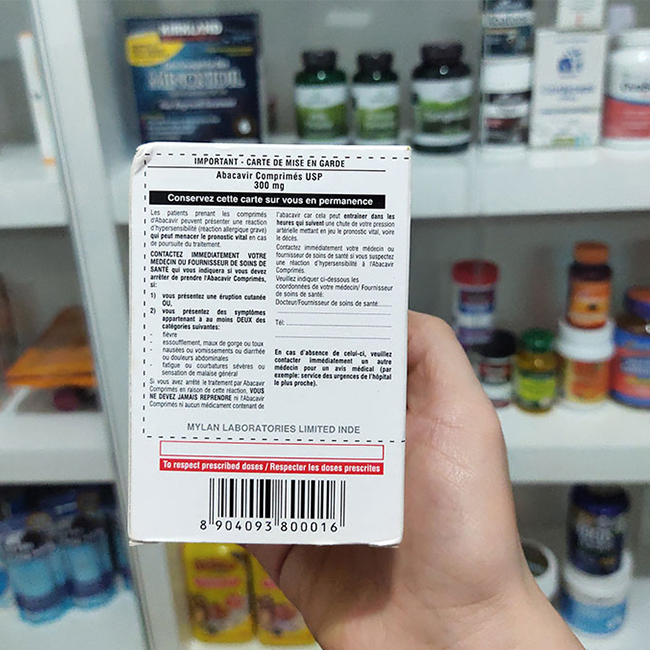 KIRKLAND
MINOXIDIL
IMPORTANT - CARTE DE MISE EN GARDE
Abacavir Comprimés USP
300 mg
Conservez cette carte sur vous en permanence
Les patients prenant les comprimés
d'Abacavir peuvent présenter une réaction
d'hypersensibilité (réaction allergique grave)
qui peut menacer le pronostic vital en cas
de poursuite du traitement.
CONTACTEZ IMMEDIATEMENT VOTRE
MEDECIN OU FOURNISSEUR DE SOINS DE
SANTÉ qui vous indiquera si vous devez
arrêter de prendre l'Abacavir Comprimés,
si:
1) vous présentez une éruption cutanée
OU,
2) vous présentez des symptômes
appartenant à au moins DEUX des
catégories suivantes:
- fièvre
- essoufflement, maux de gorge ou toux
- nausées ou vomissements ou diarrhée
ou douleurs abdominales
- fatigue ou courbatures sévères ou
sensation de malaise général
Si vous avez arrêté le traitement par Abacavir
Comprimés en raison de cette réaction, VOUS
NE DEVEZ JAMAIS REPRENDRE ni l'Abacavir
Comprimés ni aucun médicament contenant de
l'abacavir car cela peut entraîner dans les
heures qui suivent une chute de votre pression
artérielle mettant en jeu le pronostic vital, voire
le décès.
Contactez immédiatement votre médecin ou
fournisseur de santé si vous suspectez
une réaction d'hypersensibilité à l'Abacavir
Comprimés.
Veuillez indiquer ci-dessous les
coordonnées de votre médecin/ Fournisseur
de soins de santé.
Docteur/Fournisseur de soins de santé:
Tél:
En cas d'absence de celui-ci, veuillez
contacter immédiatement un autre
médecin pour un avis médical (par
exemple: service des urgences de l'hôpital
le plus proche).
MYLAN LABORATORIES LIMITED INDE
To respect prescribed doses / Respecter les doses prescrites
8 904093 800016